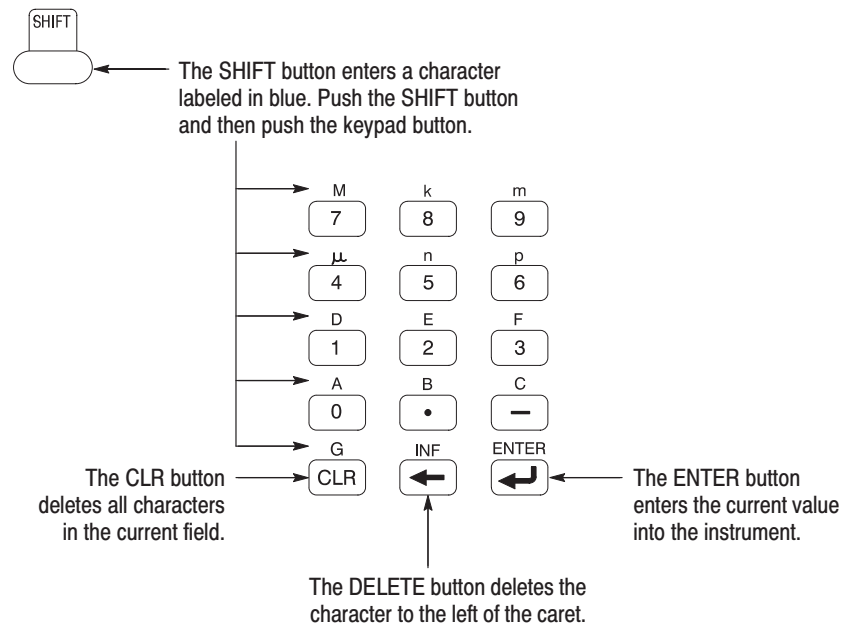 SHIFT
The SHIFT button enters a character
labeled in blue. Push the SHIFT button
and then push the keypad button.
M k m
7 8 9
μ n p
4 5 6
D E F
1 2 3
A B C
0 • –
G INF ENTER
CLR
The CLR button
deletes all characters
in the current field.
The ENTER button
enters the current value
into the instrument.
The DELETE button deletes the
character to the left of the caret.